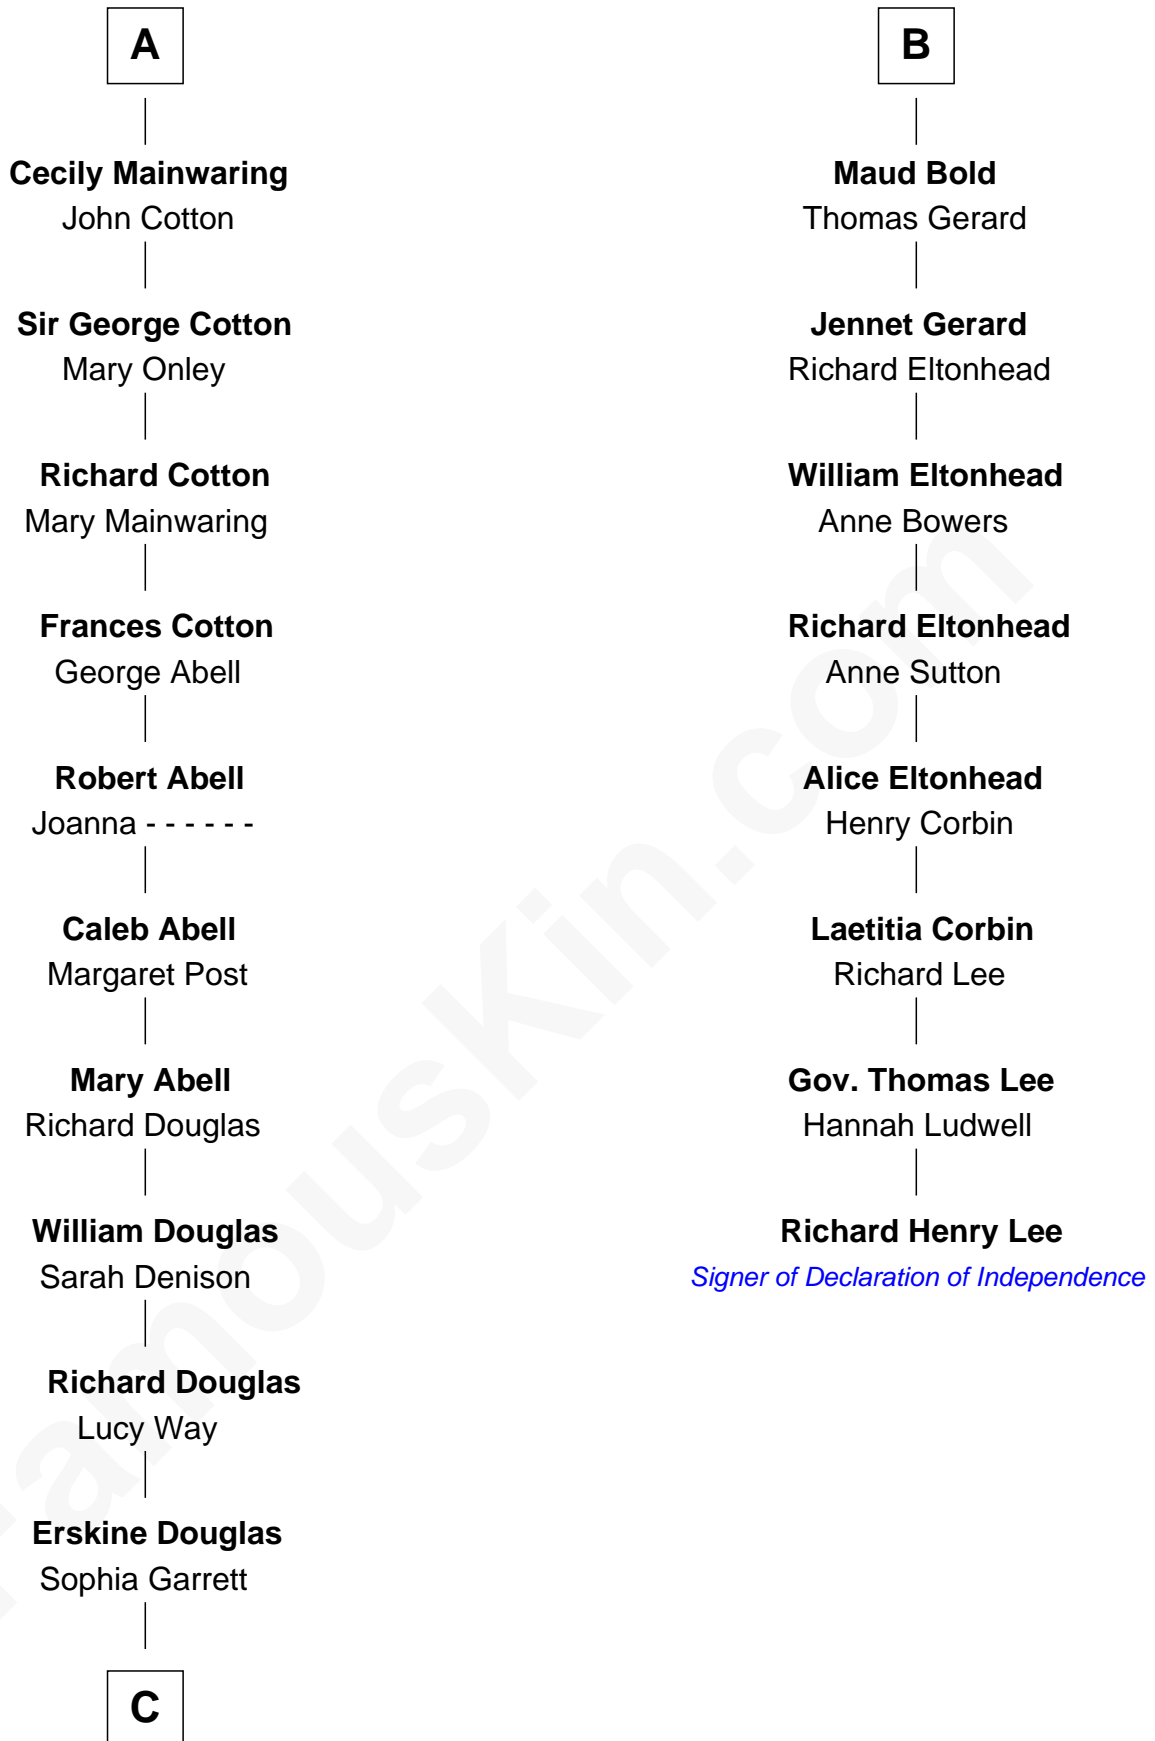 A
Cecily Mainwaring
John Cotton
Sir George Cotton
Mary Onley
Richard Cotton
Mary Mainwaring
Frances Cotton
George Abell
Robert Abell
Joanna - - - - - -
Caleb Abell
Margaret Post
Mary Abell
Richard Douglas
William Douglas
Sarah Denison
Richard Douglas
Lucy Way
Erskine Douglas
Sophia Garrett
C
B
Maud Bold
Thomas Gerard
Jennet Gerard
Richard Eltonhead
William Eltonhead
Anne Bowers
Richard Eltonhead
Anne Sutton
Alice Eltonhead
Henry Corbin
Laetitia Corbin
Richard Lee
Gov. Thomas Lee
Hannah Ludwell
Richard Henry Lee
Signer of Declaration of Independence
FamousKin.com